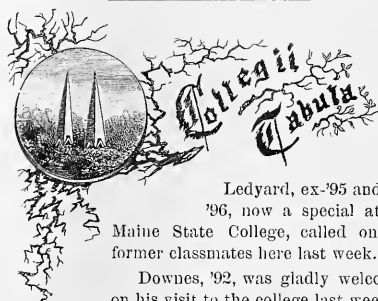 Collegii
Tabula
Ledyard, ex-'95 and
'96, now a special at
Maine State College, called on
former classmates here last week.
Downes, '92, was gladly welco
on his visit to the college last wee